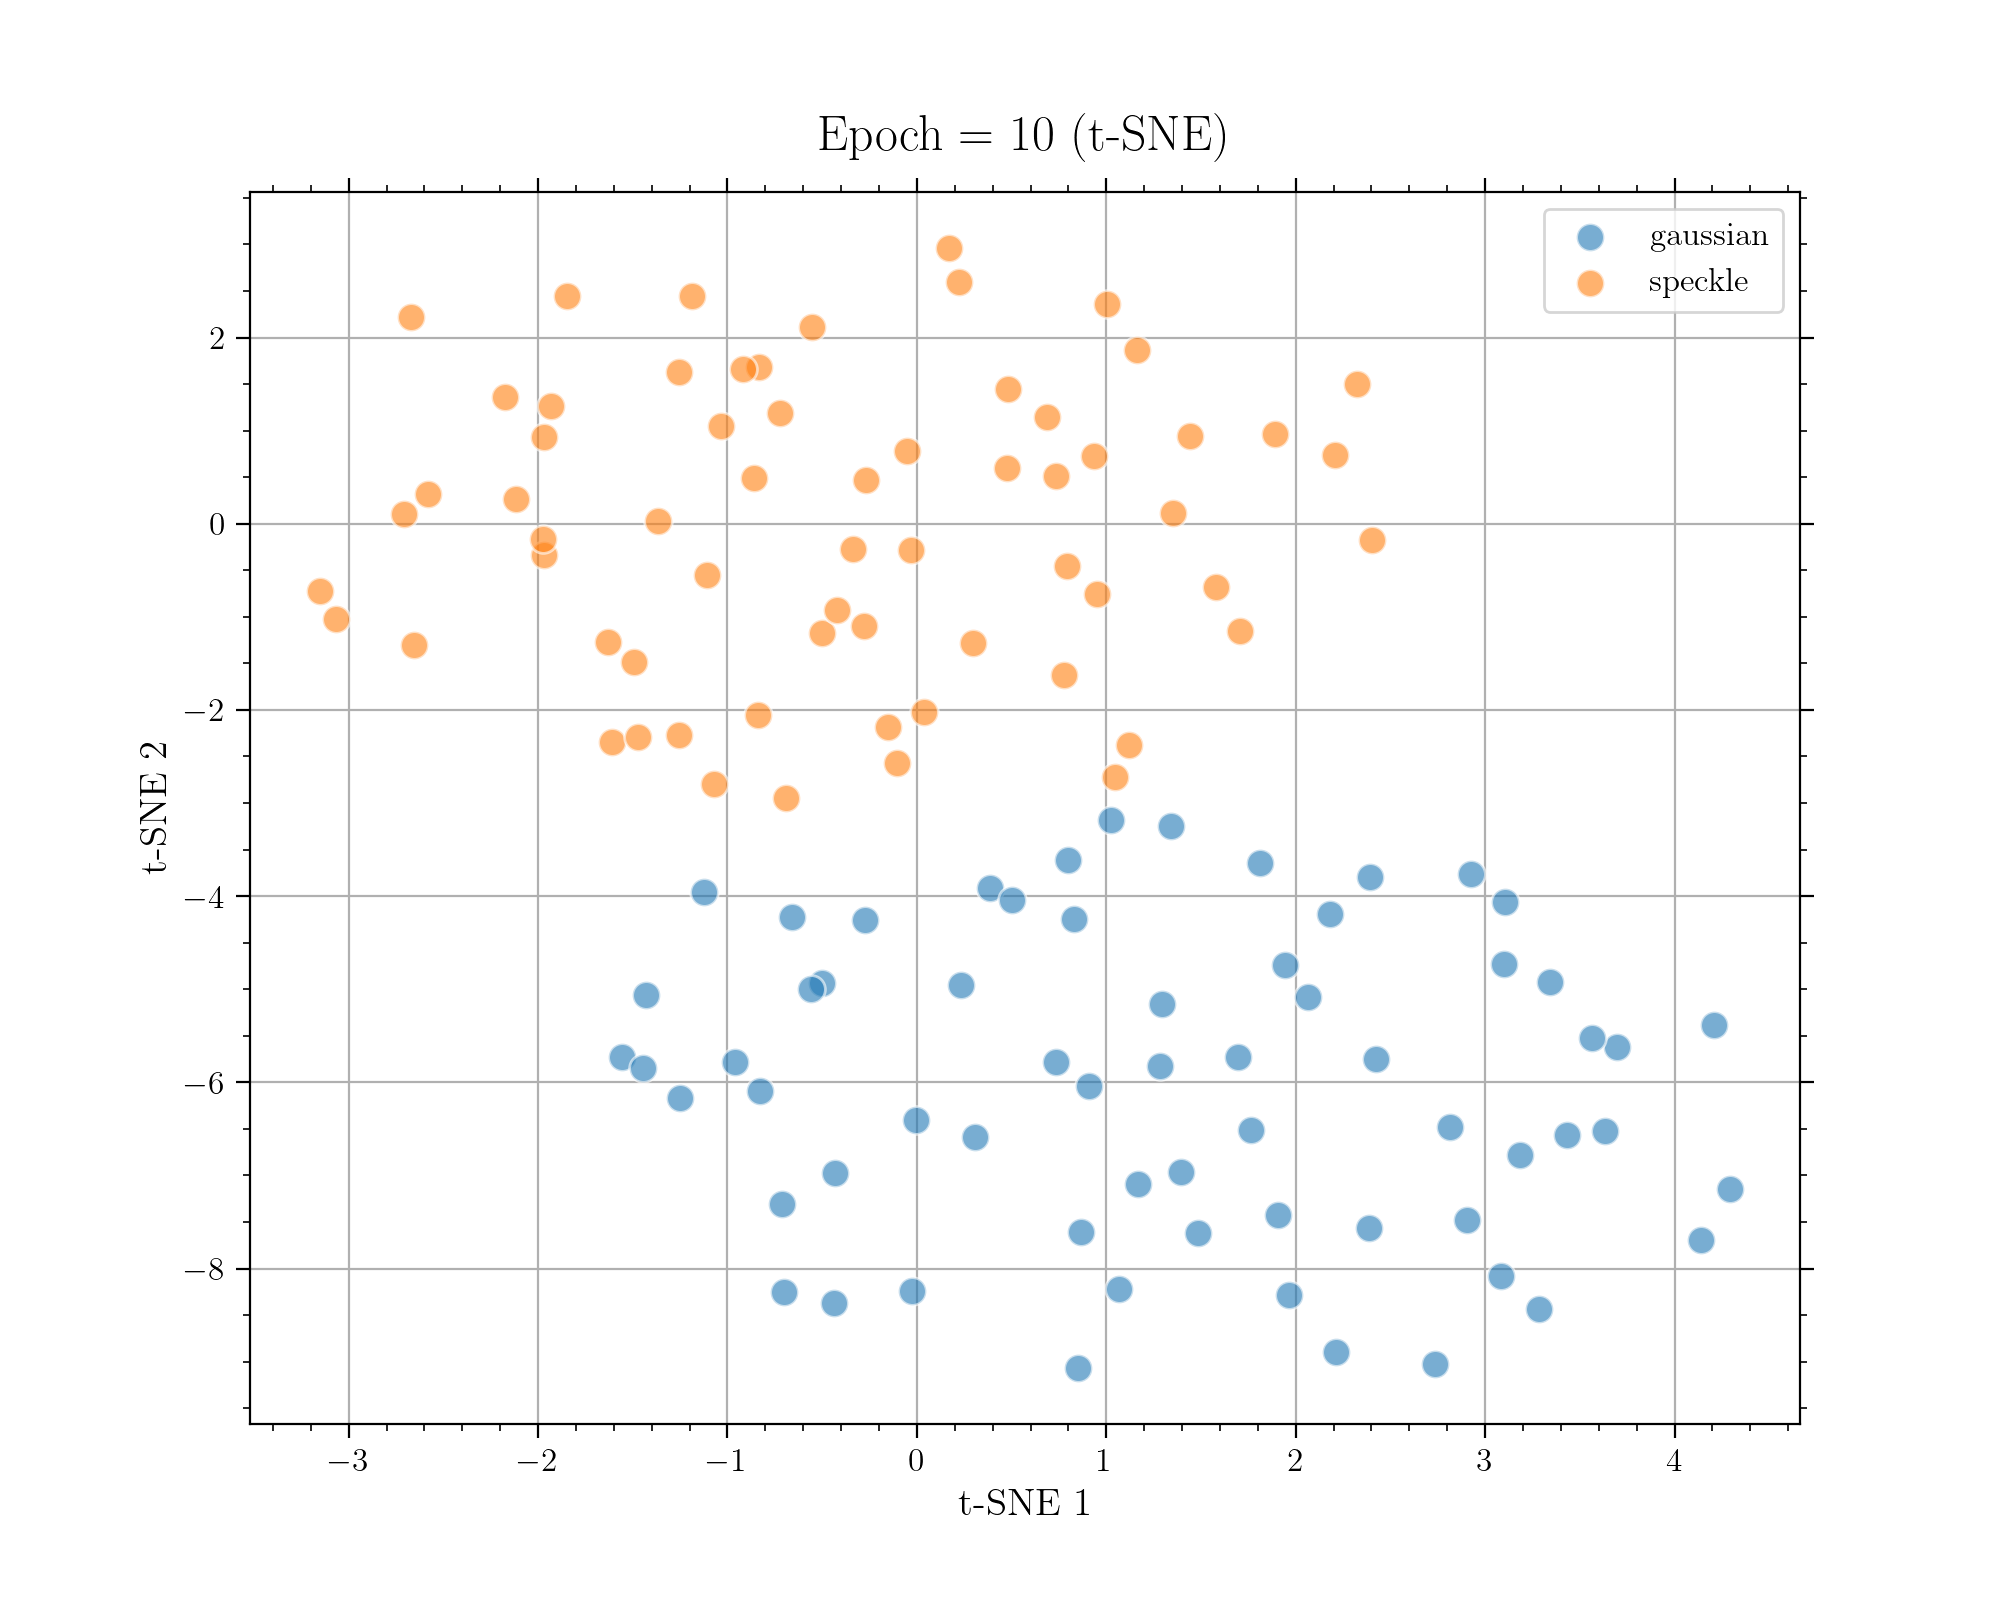 Epoch = 10 (t-SNE)
gaussian
speckle
2
0
−2
−4
−6
−8
t-SNE 2
−3 −2 −1 0 1 2 3 4
t-SNE 1